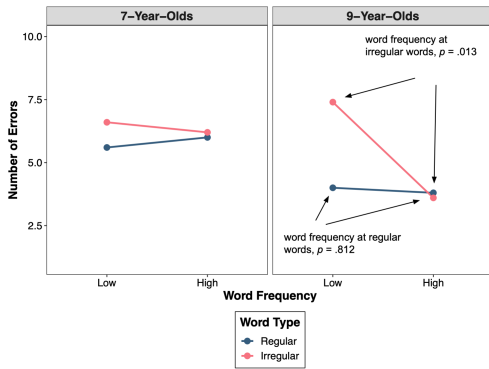 7−Year−Olds
9−Year−Olds
10.0
7.5
5.0
2.5
Number of Errors
word frequency at
irregular words, p = .013
word frequency at regular
words, p = .812
Low
High
Low
High
Word Frequency
Word Type
Regular
Irregular